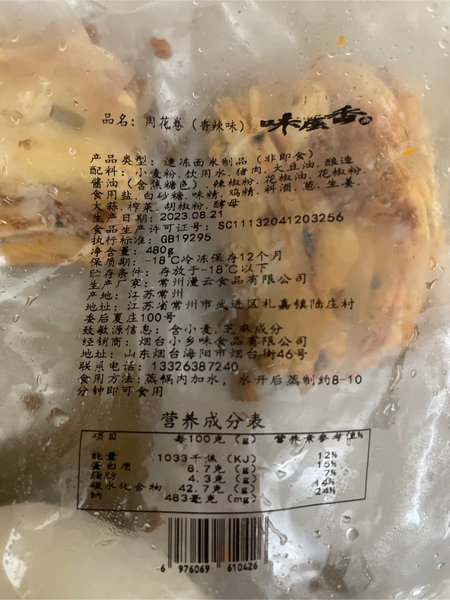 品名: 肉花卷 (香辣味) 味蛍香
产品类型: 速冻面米制品 (非即食)
配料: 小麦粉, 饮用水, 猪肉, 大豆油, 酿造
酱油 (含焦糖色), 辣椒粉, 花椒油, 花椒粉,
食用盐, 白砂糖, 味精, 鸡精, 料酒, 葱, 生姜,
大蒜, 榨菜, 胡椒粉, 酵母
生产日期: 2023.08.21
食品生产许可证号: SC11132041203256
执行标准: GB19295
净含量: 480g
保质期: -18℃冷冻保存12个月
贮存条件: 存放于-18℃以下
生产厂家: 常州漫云食品有限公司
产地: 江苏常州
地址: 江苏省常州市武进区礼嘉镇陆庄村
委后夏庄100号
致敏源信息: 含小麦,芝麻成分
经销商: 烟台小乡味食品有限公司
地址: 山东烟台海阳市烟台街46号
联系电话: 13326387240
食用方法: 蒸锅内加水, 水开后蒸制约8-10
分钟即可食用
营养成分表
项目 每100克 (g) 营养素参考值%
能量 1033千焦 (KJ) 12%
蛋白质 8.7克 (g) 15%
脂肪 4.3克 (g) 7%
碳水化合物 42.7克 (g) 14%
钠 483毫克 (mg) 24%
6 976069 610426